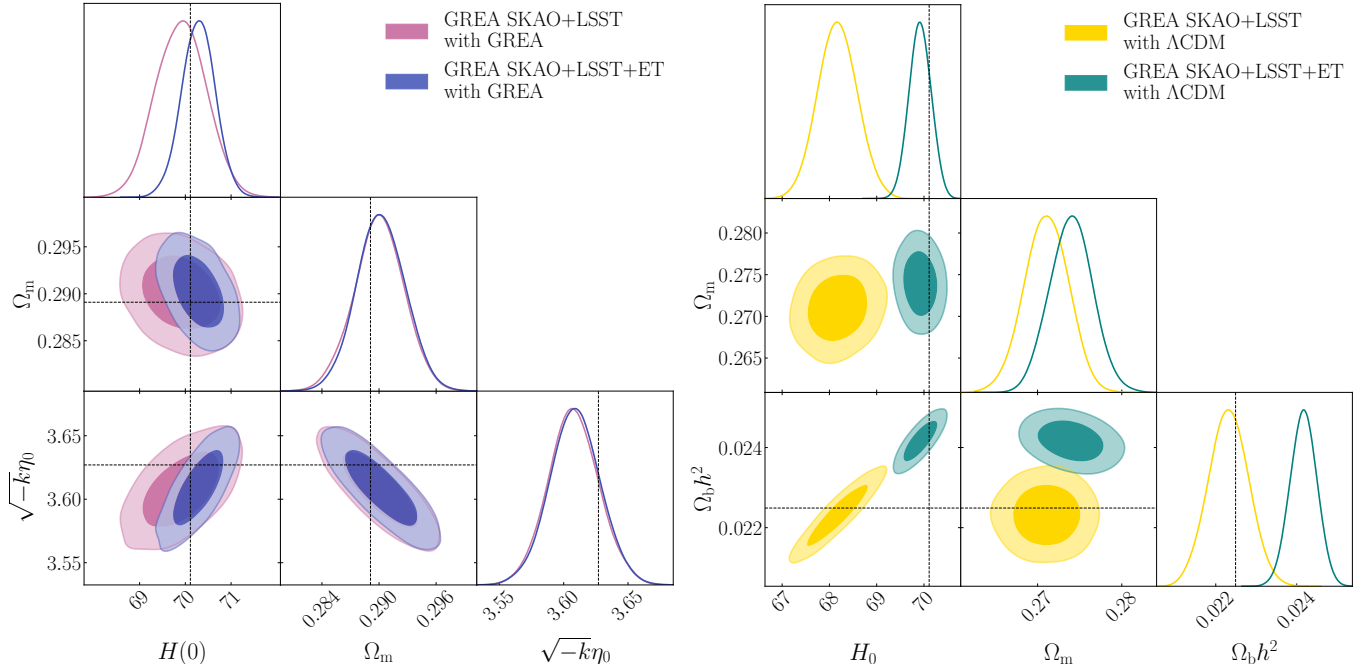 GREA SKAO+LSST
with GREA
GREA SKAO+LSST+ET
with GREA
0.295
0.290
0.285
Ωm
3.65
3.60
3.55
√−kη0
69
70
71
H(0)
0.284
0.290
0.296
Ωm
3.55
3.60
3.65
√−kη0
GREA SKAO+LSST
with ΛCDM
GREA SKAO+LSST+ET
with ΛCDM
0.280
0.275
0.270
0.265
Ωm
0.024
0.022
Ωbh²
67
68
69
70
H0
0.27
0.28
Ωm
0.022
0.024
Ωbh²